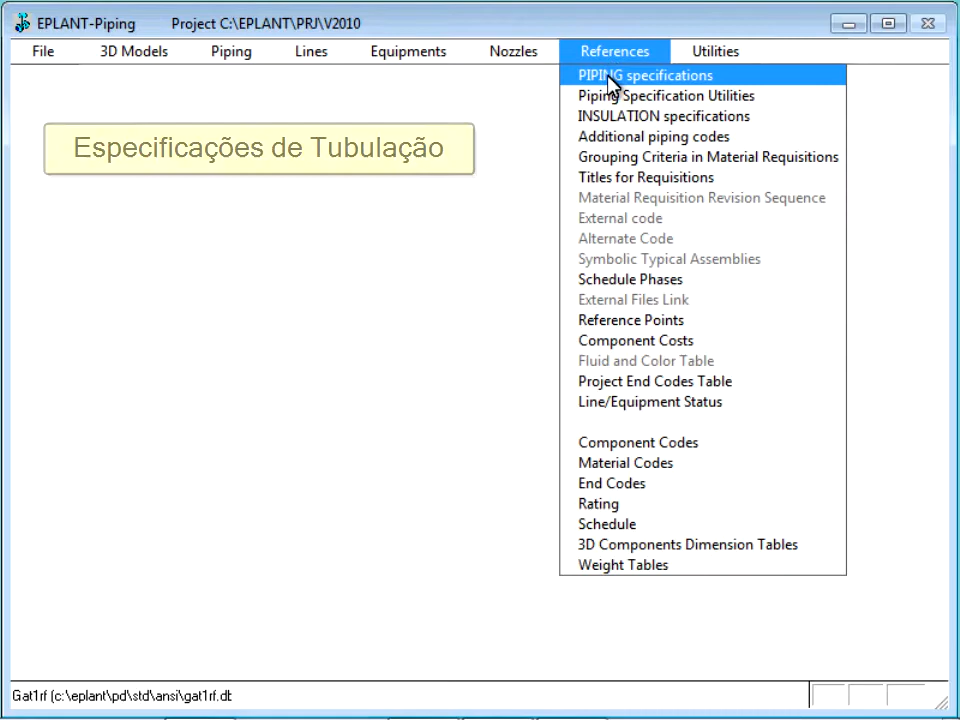 EPLANT-Piping Project C:\EPLANT\PRJ\V2010
File 3D Models Piping Lines Equipments Nozzles References Utilities
PIPING specifications
Piping Specification Utilities
INSULATION specifications
Additional piping codes
Grouping Criteria in Material Requisitions
Titles for Requisitions
Material Requisition Revision Sequence
External code
Alternate Code
Symbolic Typical Assemblies
Schedule Phases
External Files Link
Reference Points
Component Costs
Fluid and Color Table
Project End Codes Table
Line/Equipment Status
Component Codes
Material Codes
End Codes
Rating
Schedule
3D Components Dimension Tables
Weight Tables
Especificações de Tubulação
Gat1rf (c:\eplant\pd\std\ansi\gat1rf.dt